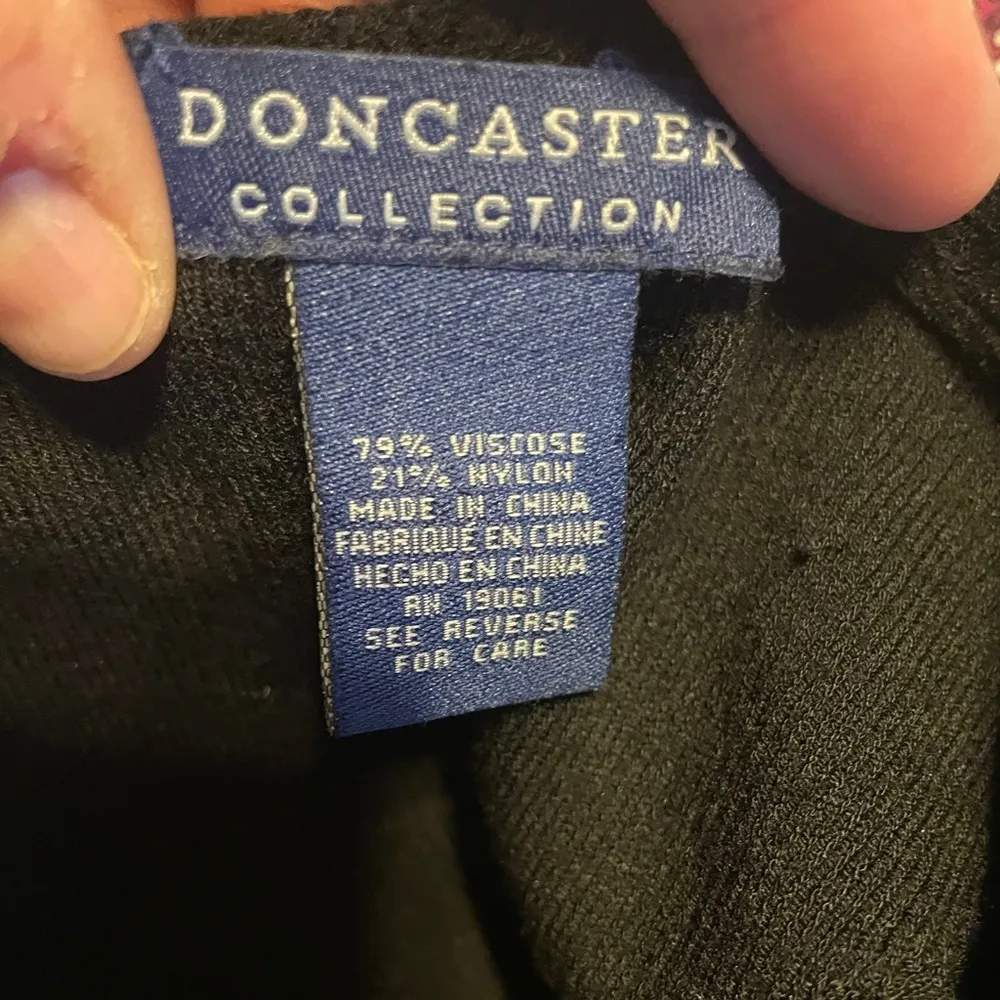 DONCASTER
COLLECTION
79% VISCOSE
21% NYLON
MADE IN CHINA
FABRIQUÉ EN CHINE
HECHO EN CHINA
RN 19061
SEE REVERSE
FOR CARE